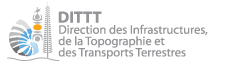 DITTT
Direction des Infrastructures,
de la Topographie et
des Transports Terrestres